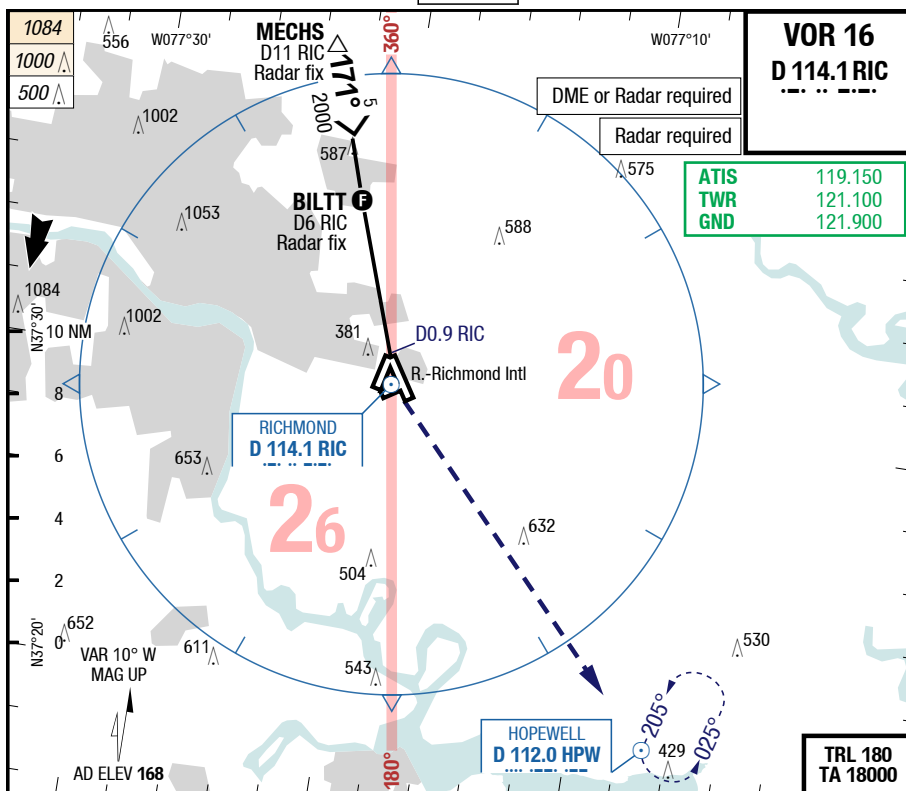 1084
1000
500
556
W077°30'
MECHS
D11 RIC
Radar fix
171°
5
2000
360°
W077°10'
VOR 16
D 114.1 RIC
DME or Radar required
Radar required
1002
587
575
ATIS 119.150
TWR 121.100
GND 121.900
BILTT
F
D6 RIC
Radar fix
1053
588
1084
N37°30'
10 NM
1002
381
D0.9 RIC
R.-Richmond Intl
20
8
RICHMOND
D 114.1 RIC
6
653
26
4
632
504
2
652
0
N37°20'
VAR 10° W
MAG UP
611
543
530
205°
025°
HOPEWELL
D 112.0 HPW
429
180°
AD ELEV 168
TRL 180
TA 18000